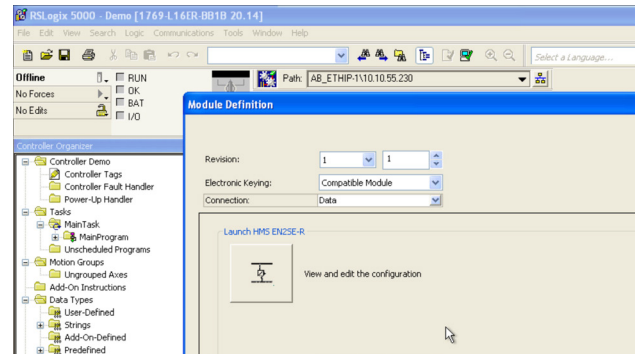 RSLogix 5000 - Demo [1769-L16ER-BB1B 20.14]
File Edit View Search Logic Communications Tools Window Help
Select a Language...
Offline RUN
No Forces OK
No Edits BAT
I/O
Path: AB_ETHIP-1\10.10.55.230
Module Definition
Controller Organizer
Controller Demo
Controller Tags
Controller Fault Handler
Power-Up Handler
Tasks
MainTask
MainProgram
Unscheduled Programs
Motion Groups
Ungrouped Axes
Add-On Instructions
Data Types
User-Defined
Strings
Add-On-Defined
Predefined
Revision: 1 1
Electronic Keying: Compatible Module
Connection: Data
Launch HMS EN2SE-R
View and edit the configuration